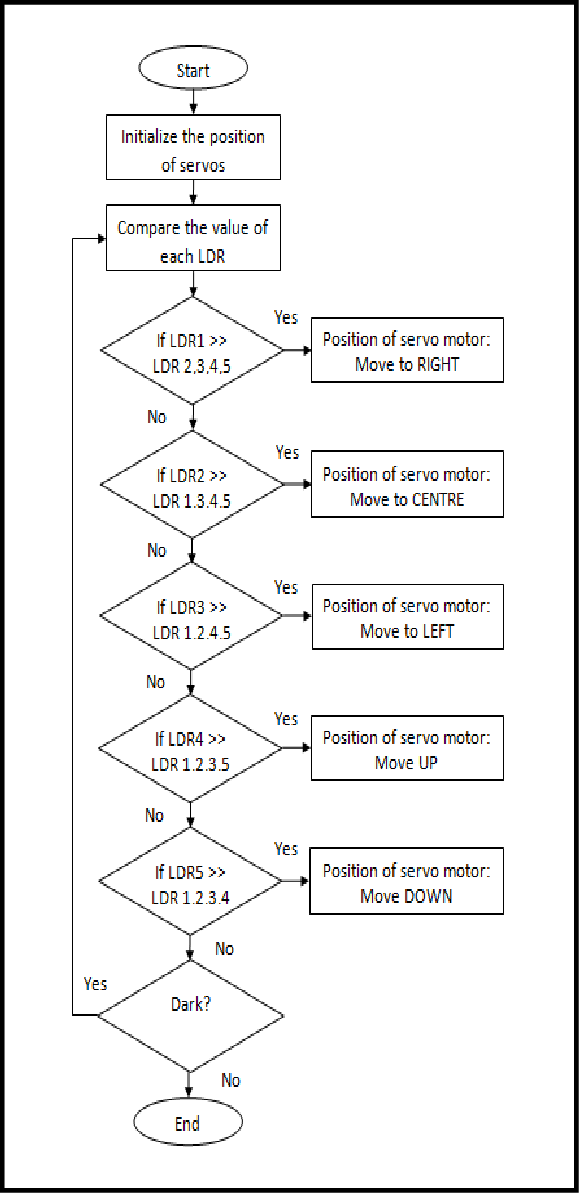 Start
Initialize the position
of servos
Compare the value of
each LDR
If LDR1 >>
LDR 2,3.4,5
Yes
Position of servo motor:
Move to RIGHT
No
If LDR2 >>
LDR 1.3.4.5
Yes
Position of servo motor:
Move to CENTRE
No
If LDR3 >>
LDR 1.2.4.5
Yes
Position of servo motor:
Move to LEFT
No
If LDR4 >>
LDR 1.2.3.5
Yes
Position of servo motor:
Move UP
No
If LDR5 >>
LDR 1.2.3.4
Yes
Position of servo motor:
Move DOWN
No
Dark?
Yes
No
End